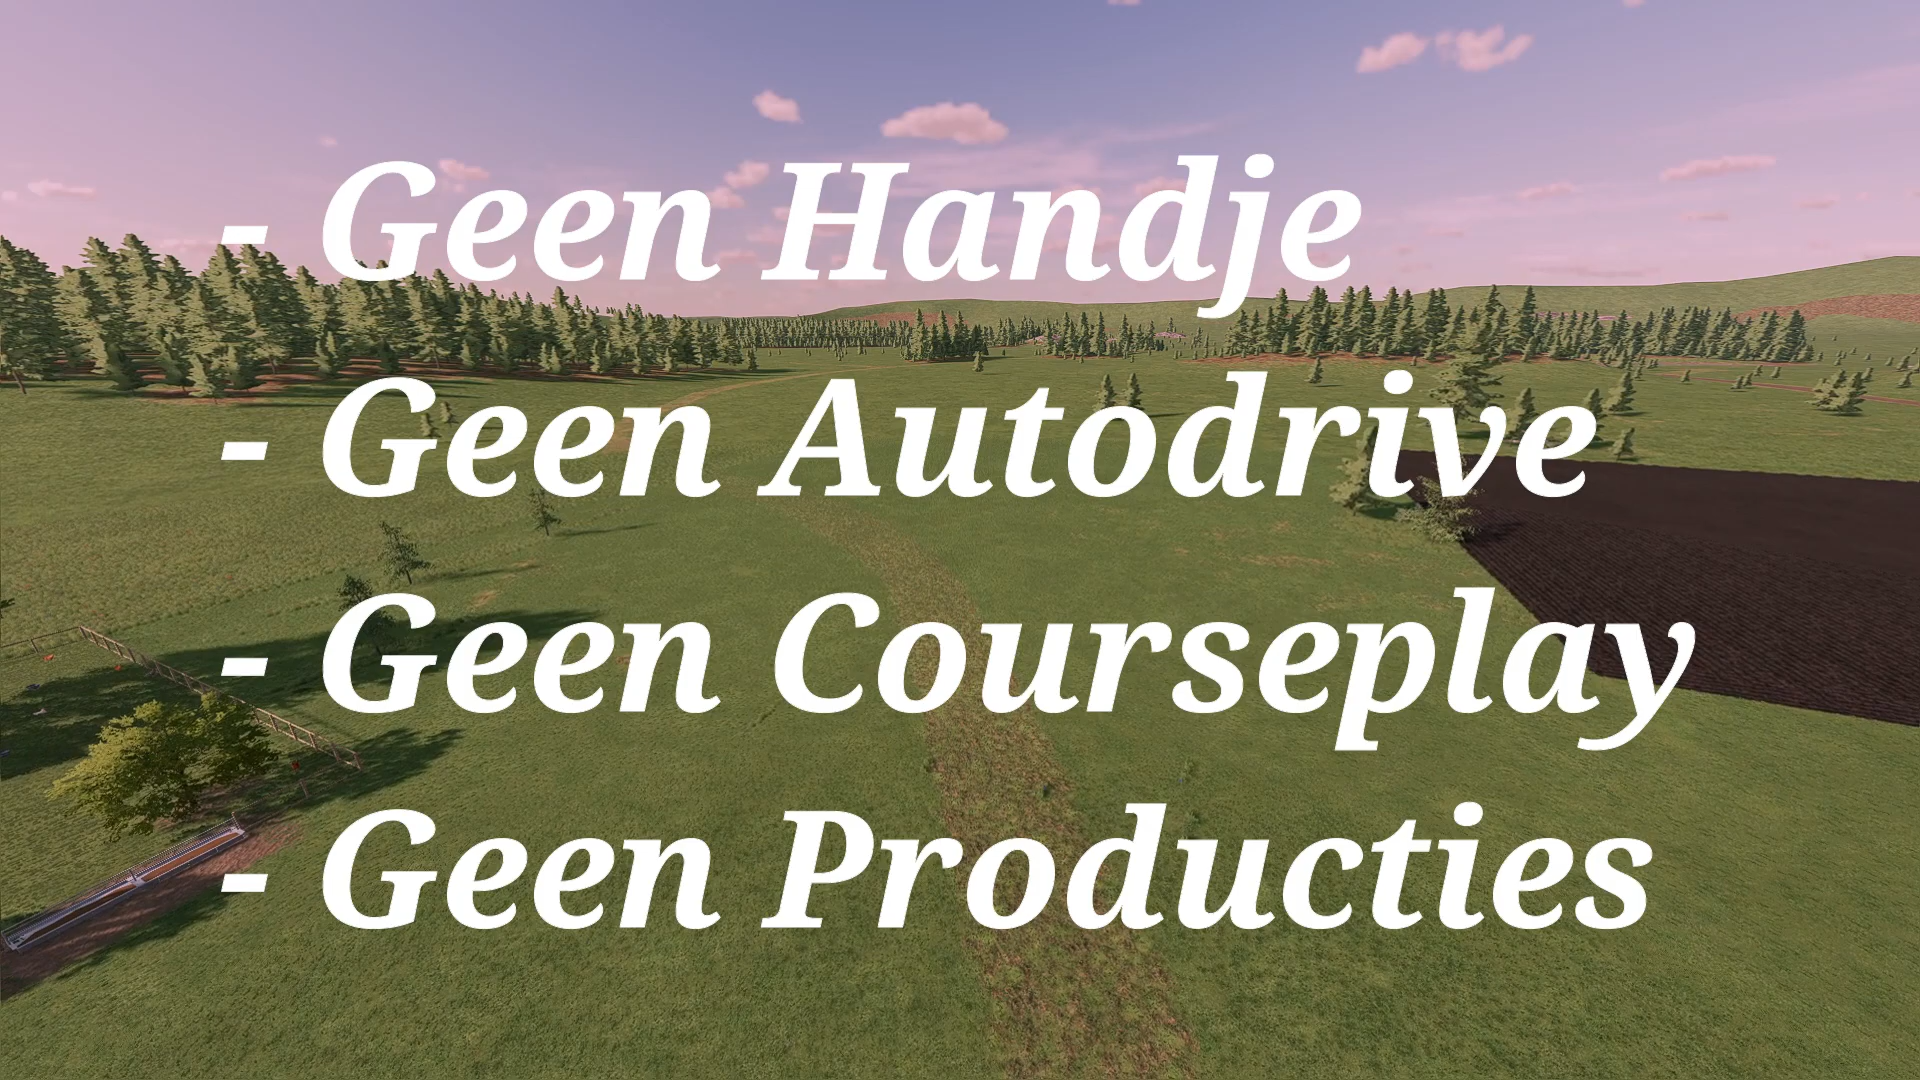 - Geen Handje
- Geen Autodrive
- Geen Courseplay
- Geen Producties